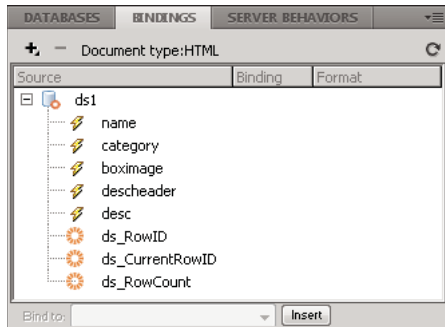 DATABASES BINDINGS SERVER BEHAVIORS
Document type:HTML
Source Binding Format
ds1
name
category
boximage
descheader
desc
ds_RowID
ds_CurrentRowID
ds_RowCount
Bind to: Insert